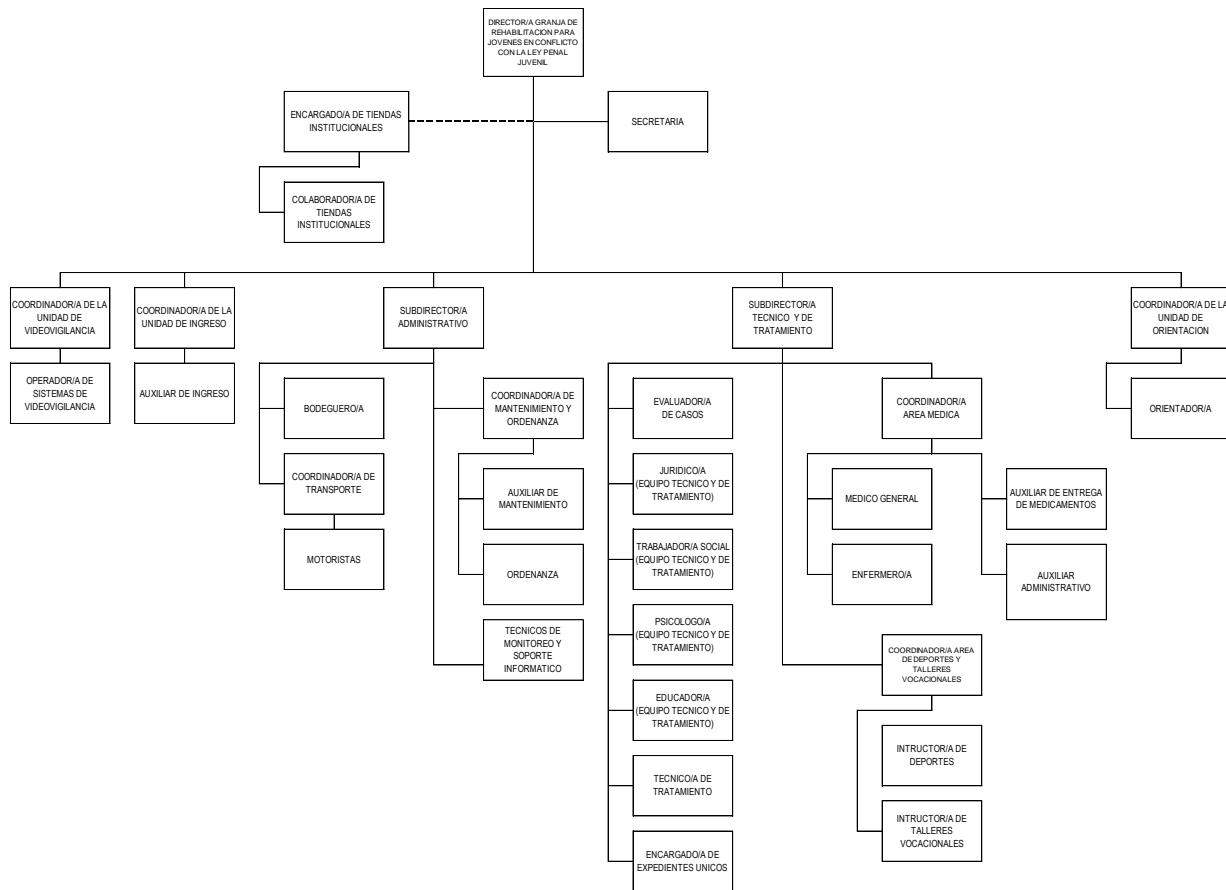 DIRECTOR/A GRANJA DE
REHABILITACION PARA
JOVENES EN CONFLICTO
CON LA LEY PENAL
JUVENIL
ENCARGADO/A DE TIENDAS
INSTITUCIONALES
SECRETARIA
COLABORADOR/A DE
TIENDAS
INSTITUCIONALES
COORDINADOR/A DE LA
UNIDAD DE
VIDEOVIGILANCIA
COORDINADOR/A DE LA
UNIDAD DE INGRESO
SUBDIRECTOR/A
ADMINISTRATIVO
SUBDIRECTOR/A
TECNICO Y DE
TRATAMIENTO
COORDINADOR/A DE LA
UNIDAD DE
ORIENTACION
OPERADOR/A DE
SISTEMAS DE
VIDEOVIGILANCIA
AUXILIAR DE INGRESO
BODEGUERO/A
COORDINADOR/A DE
MANTENIMIENTO Y
ORDENANZA
EVALUADOR/A
DE CASOS
COORDINADOR/A
AREA MEDICA
ORIENTADOR/A
COORDINADOR/A DE
TRANSPORTE
AUXILIAR DE
MANTENIMIENTO
JURIDICO/A
(EQUIPO TECNICO Y DE
TRATAMIENTO)
MEDICO GENERAL
AUXILIAR DE ENTREGA
DE MEDICAMENTOS
MOTORISTAS
ORDENANZA
TRABAJADOR/A SOCIAL
(EQUIPO TECNICO Y DE
TRATAMIENTO)
ENFERMERO/A
AUXILIAR
ADMINISTRATIVO
TECNICOS DE
MONITOREO Y
SOPORTE
INFORMATICO
PSICOLOGO/A
(EQUIPO TECNICO Y DE
TRATAMIENTO)
COORDINADOR/A AREA
DE DEPORTES Y
TALLERES
VOCACIONALES
EDUCADOR/A
(EQUIPO TECNICO Y DE
TRATAMIENTO)
INTRUCTOR/A DE
DEPORTES
TECNICO/A DE
TRATAMIENTO
INTRUCTOR/A DE
TALLERES
VOCACIONALES
ENCARGADO/A DE
EXPEDIENTES UNICOS